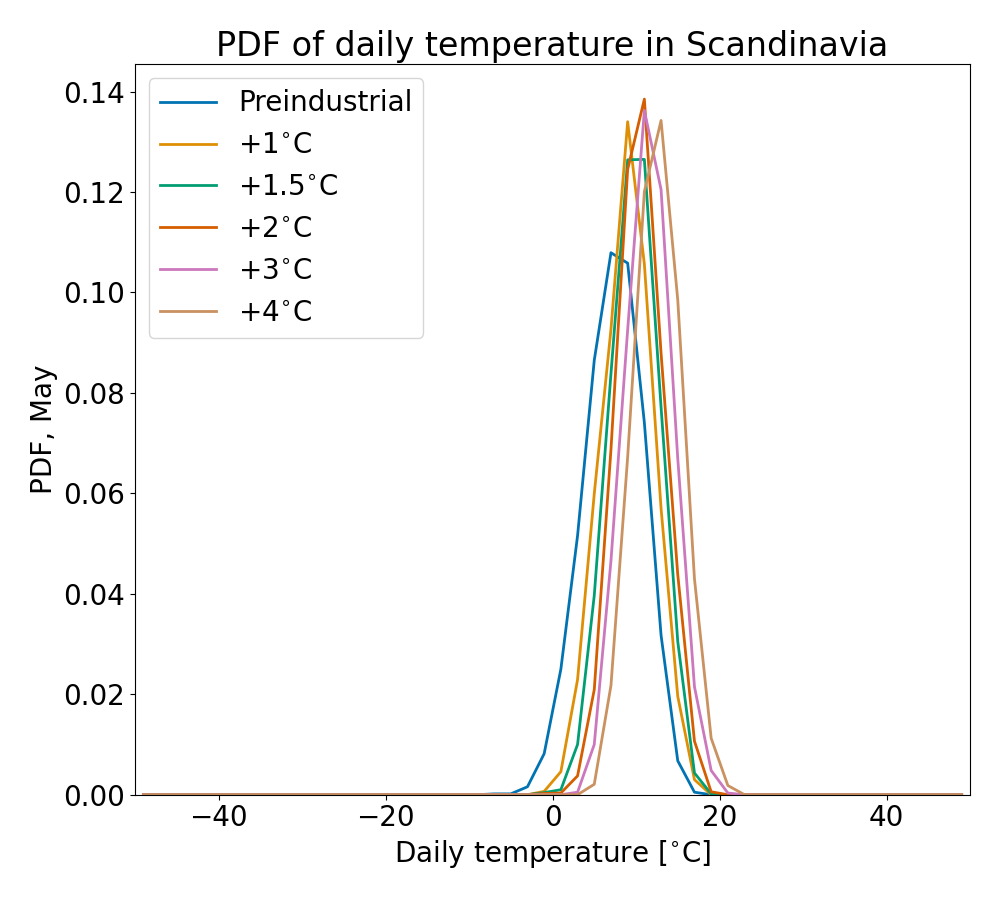 PDF of daily temperature in Scandinavia
Preindustrial
+1°C
+1.5°C
+2°C
+3°C
+4°C
0.14
0.12
0.10
0.08
0.06
0.04
0.02
0.00
PDF, May
−40
−20
0
20
40
Daily temperature [°C]